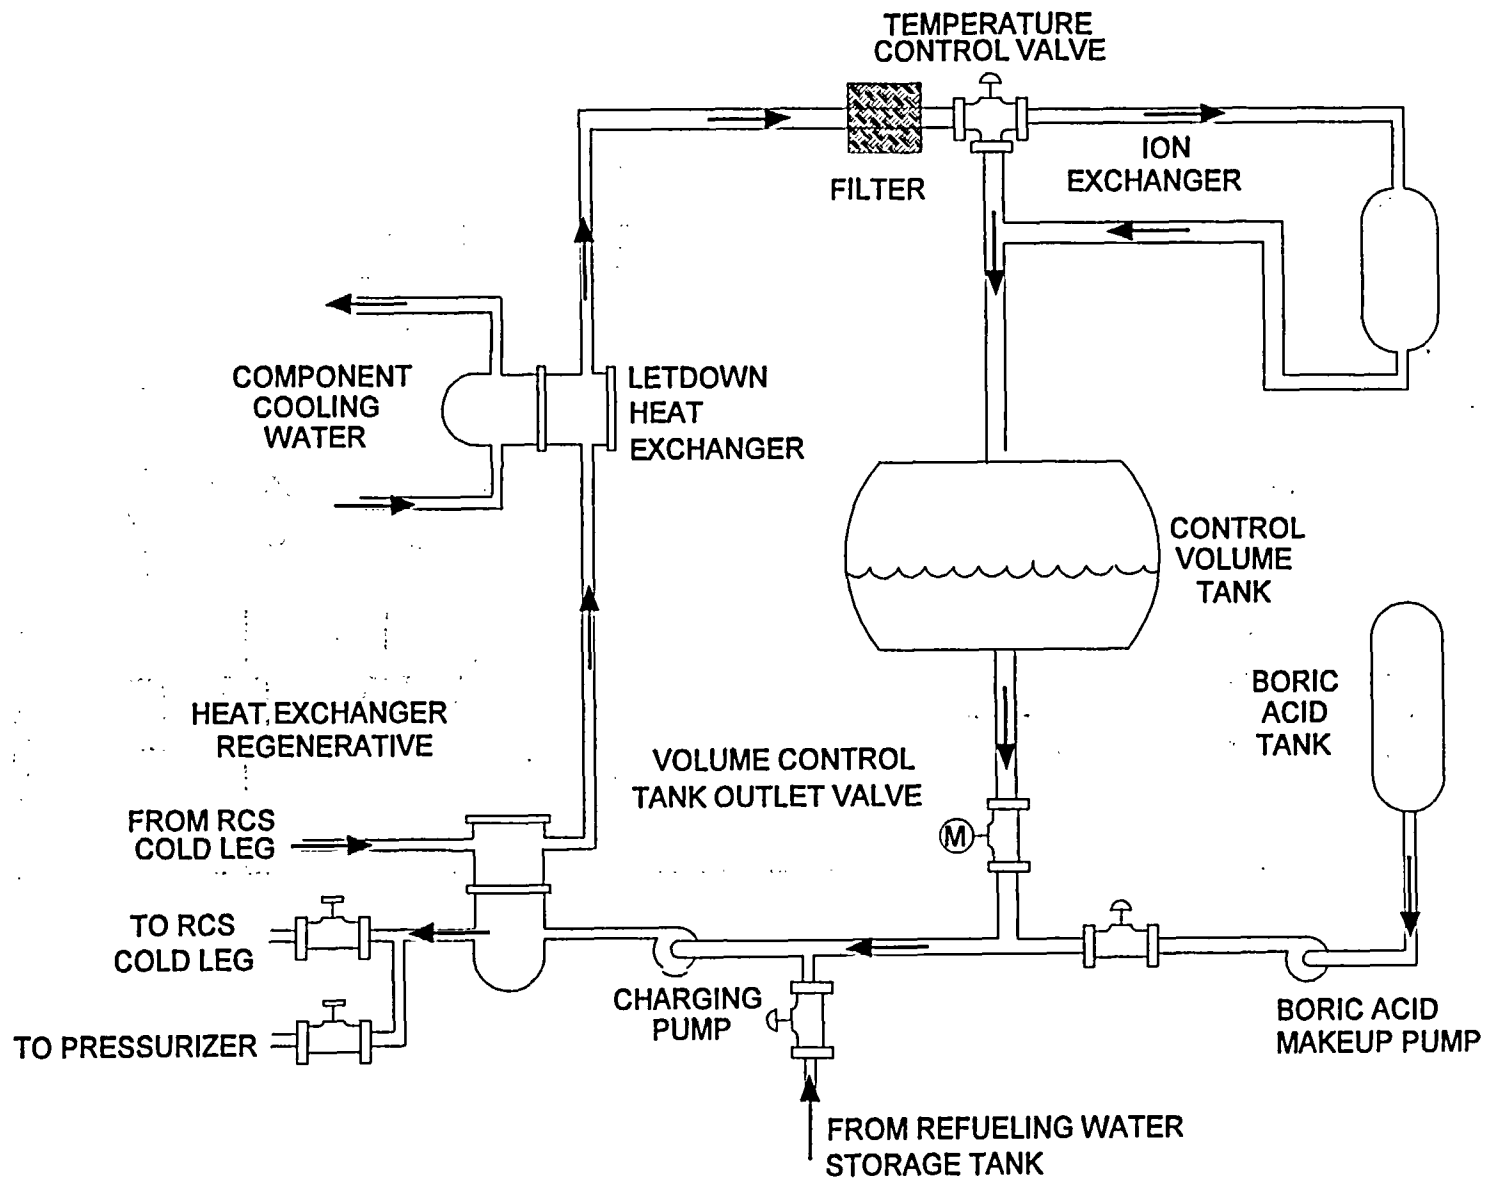 TEMPERATURE
CONTROL VALVE
FILTER
ION
EXCHANGER
COMPONENT
COOLING
WATER
LETDOWN
HEAT
EXCHANGER
CONTROL
VOLUME
TANK
BORIC
ACID
TANK
HEAT EXCHANGER
REGENERATIVE
VOLUME CONTROL
TANK OUTLET VALVE
FROM RCS
COLD LEG
M
TO RCS
COLD LEG
CHARGING
PUMP
TO PRESSURIZER
BORIC ACID
MAKEUP PUMP
FROM REFUELING WATER
STORAGE TANK